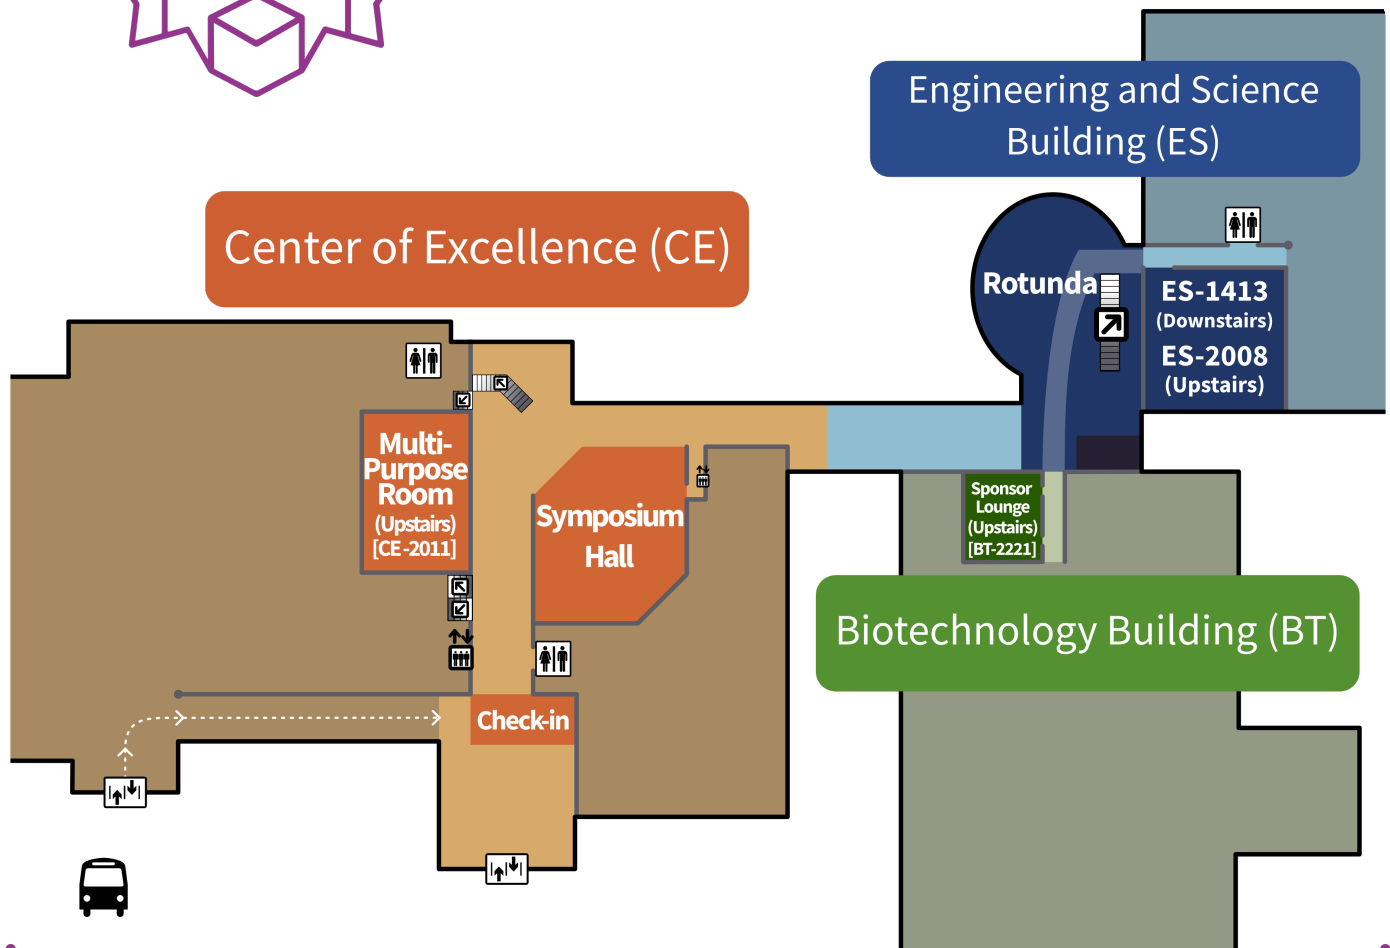 Engineering and Science
Building (ES)
Center of Excellence (CE)
Rotunda
ES-1413
(Downstairs)
ES-2008
(Upstairs)
Multi-
Purpose
Room
(Upstairs)
[CE-2011]
Symposium
Hall
Sponsor
Lounge
(Upstairs)
[BT-2221]
Biotechnology Building (BT)
Check-in